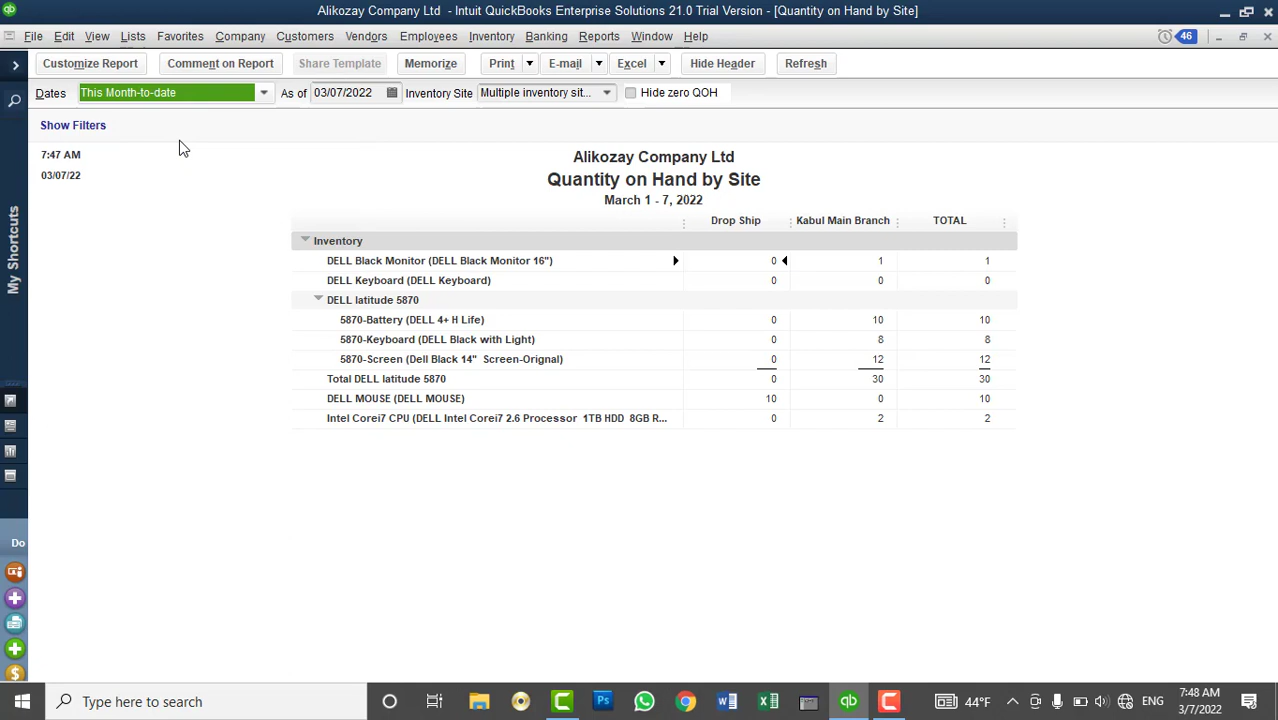 Alikozay Company Ltd  - Intuit QuickBooks Enterprise Solutions 21.0 Trial Version - [Quantity on Hand by Site]
File Edit View Lists Favorites Company Customers Vendors Employees Inventory Banking Reports Window Help 46
Customize Report Comment on Report Share Template Memorize Print E-mail Excel Hide Header Refresh
Dates This Month-to-date As of 03/07/2022 Inventory Site Multiple inventory sit... Hide zero QOH
Show Filters
7:47 AM
03/07/22
Alikozay Company Ltd
Quantity on Hand by Site
March 1 - 7, 2022
Drop Ship Kabul Main Branch TOTAL
Inventory
DELL Black Monitor (DELL Black Monitor 16") 0 1 1
DELL Keyboard (DELL Keyboard) 0 0 0
DELL latitude 5870
5870-Battery (DELL 4+ H Life) 0 10 10
5870-Keyboard (DELL Black with Light) 0 8 8
5870-Screen (Dell Black 14"  Screen-Orignal) 0 12 12
Total DELL latitude 5870 0 30 30
DELL MOUSE (DELL MOUSE) 10 0 10
Intel Corei7 CPU (DELL Intel Corei7 2.6 Processor  1TB HDD  8GB R... 0 2 2
My Shortcuts
Do
Type here to search
Ps
44°F
ENG
7:48 AM
3/7/2022